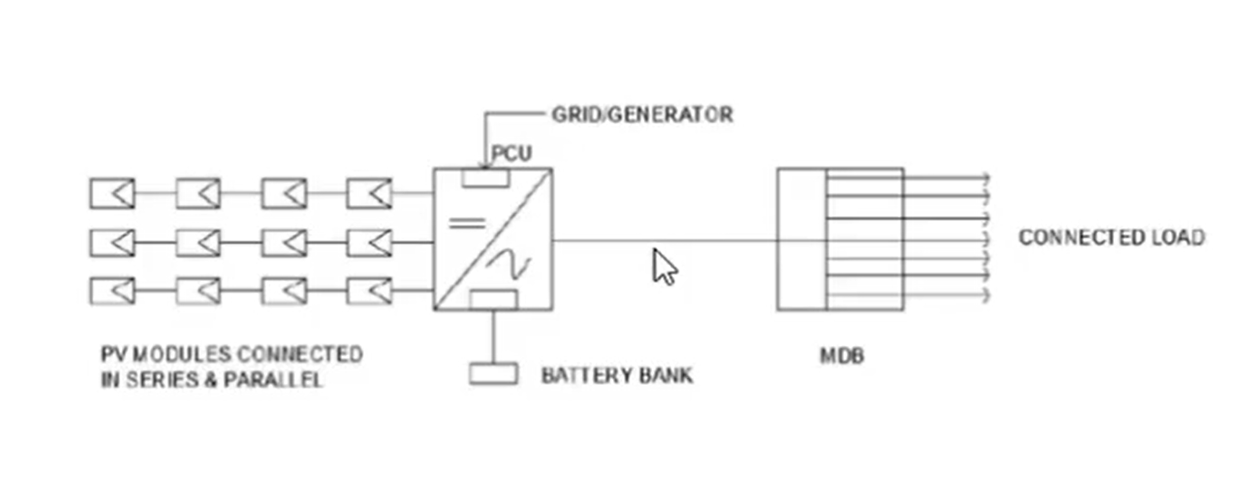 GRID/GENERATOR
PCU
CONNECTED LOAD
PV MODULES CONNECTED
IN SERIES & PARALLEL
MDB
BATTERY BANK